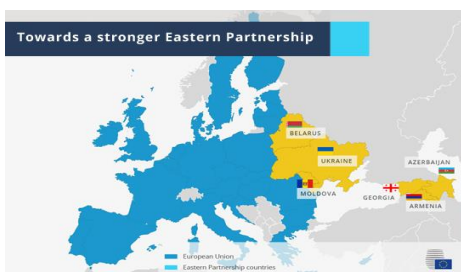 Towards a stronger Eastern Partnership
BELARUS
UKRAINE
AZERBAIJAN
MOLDOVA
GEORGIA
ARMENIA
European Union
Eastern Partnership countries